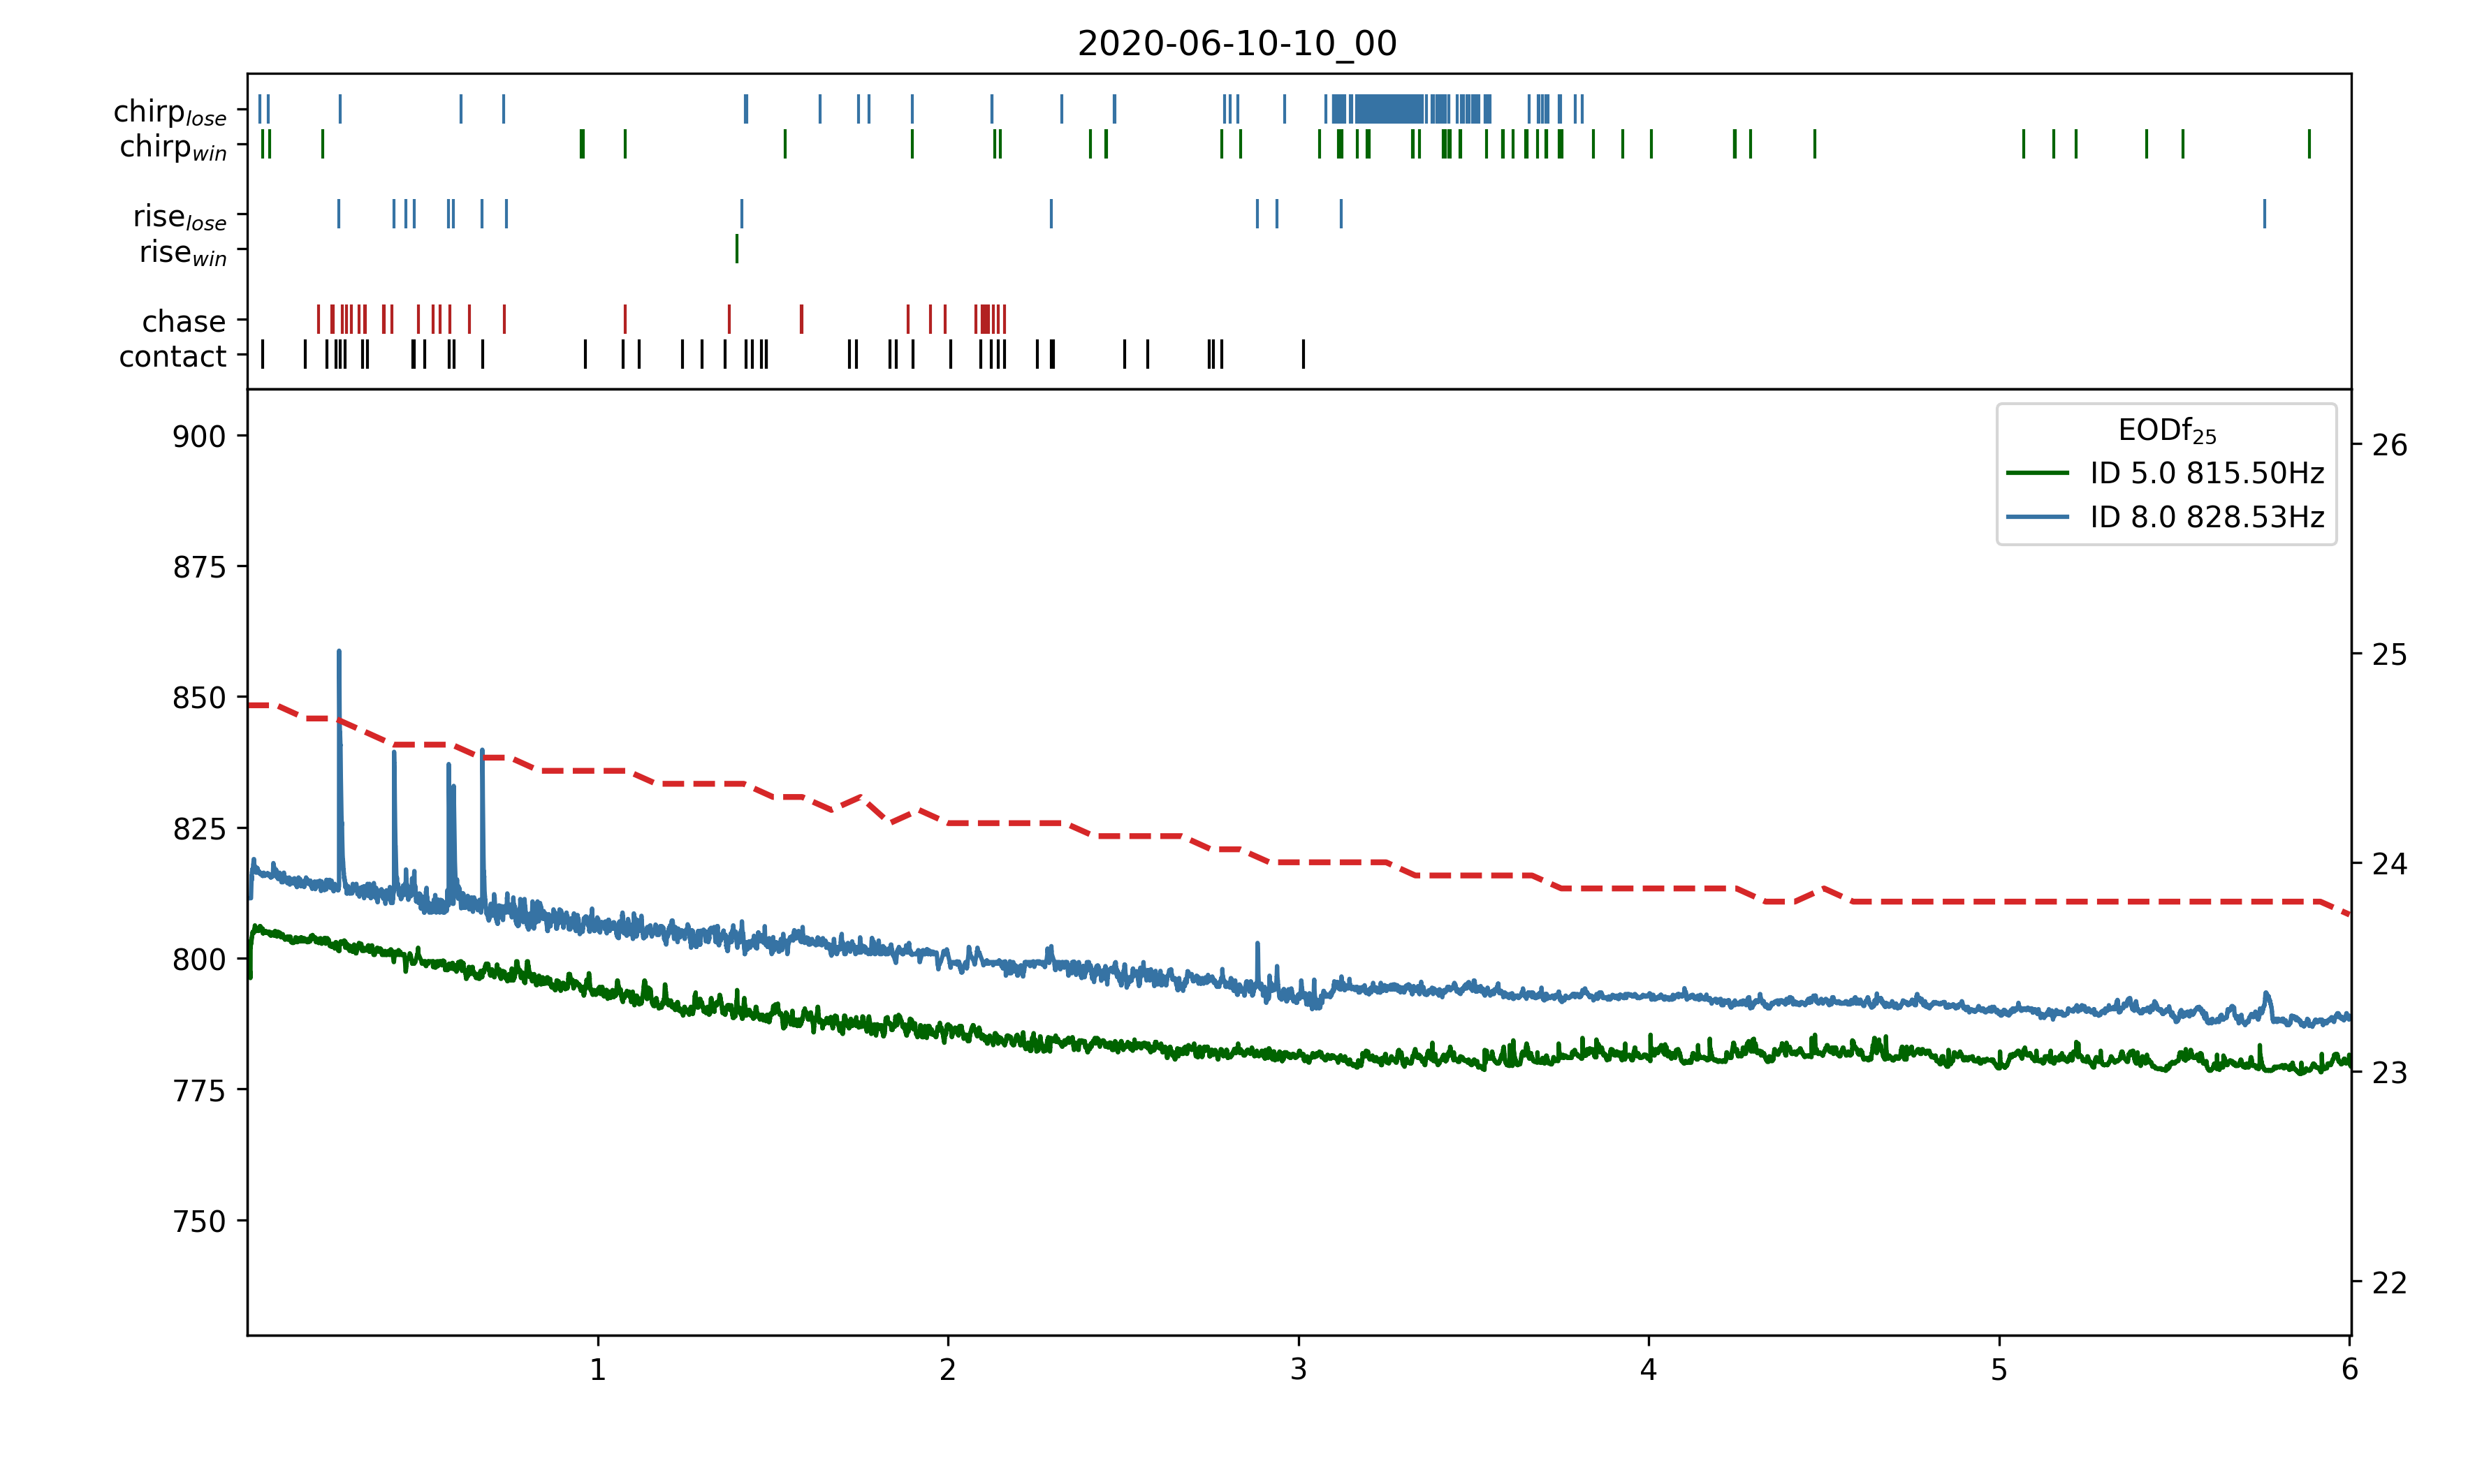 2020-06-10-10_00
chirp_lose
chirp_win
rise_lose
rise_win
chase
contact
900
875
850
825
800
775
750
26
25
24
23
22
EODf_25
ID 5.0 815.50Hz
ID 8.0 828.53Hz
1 2 3 4 5 6